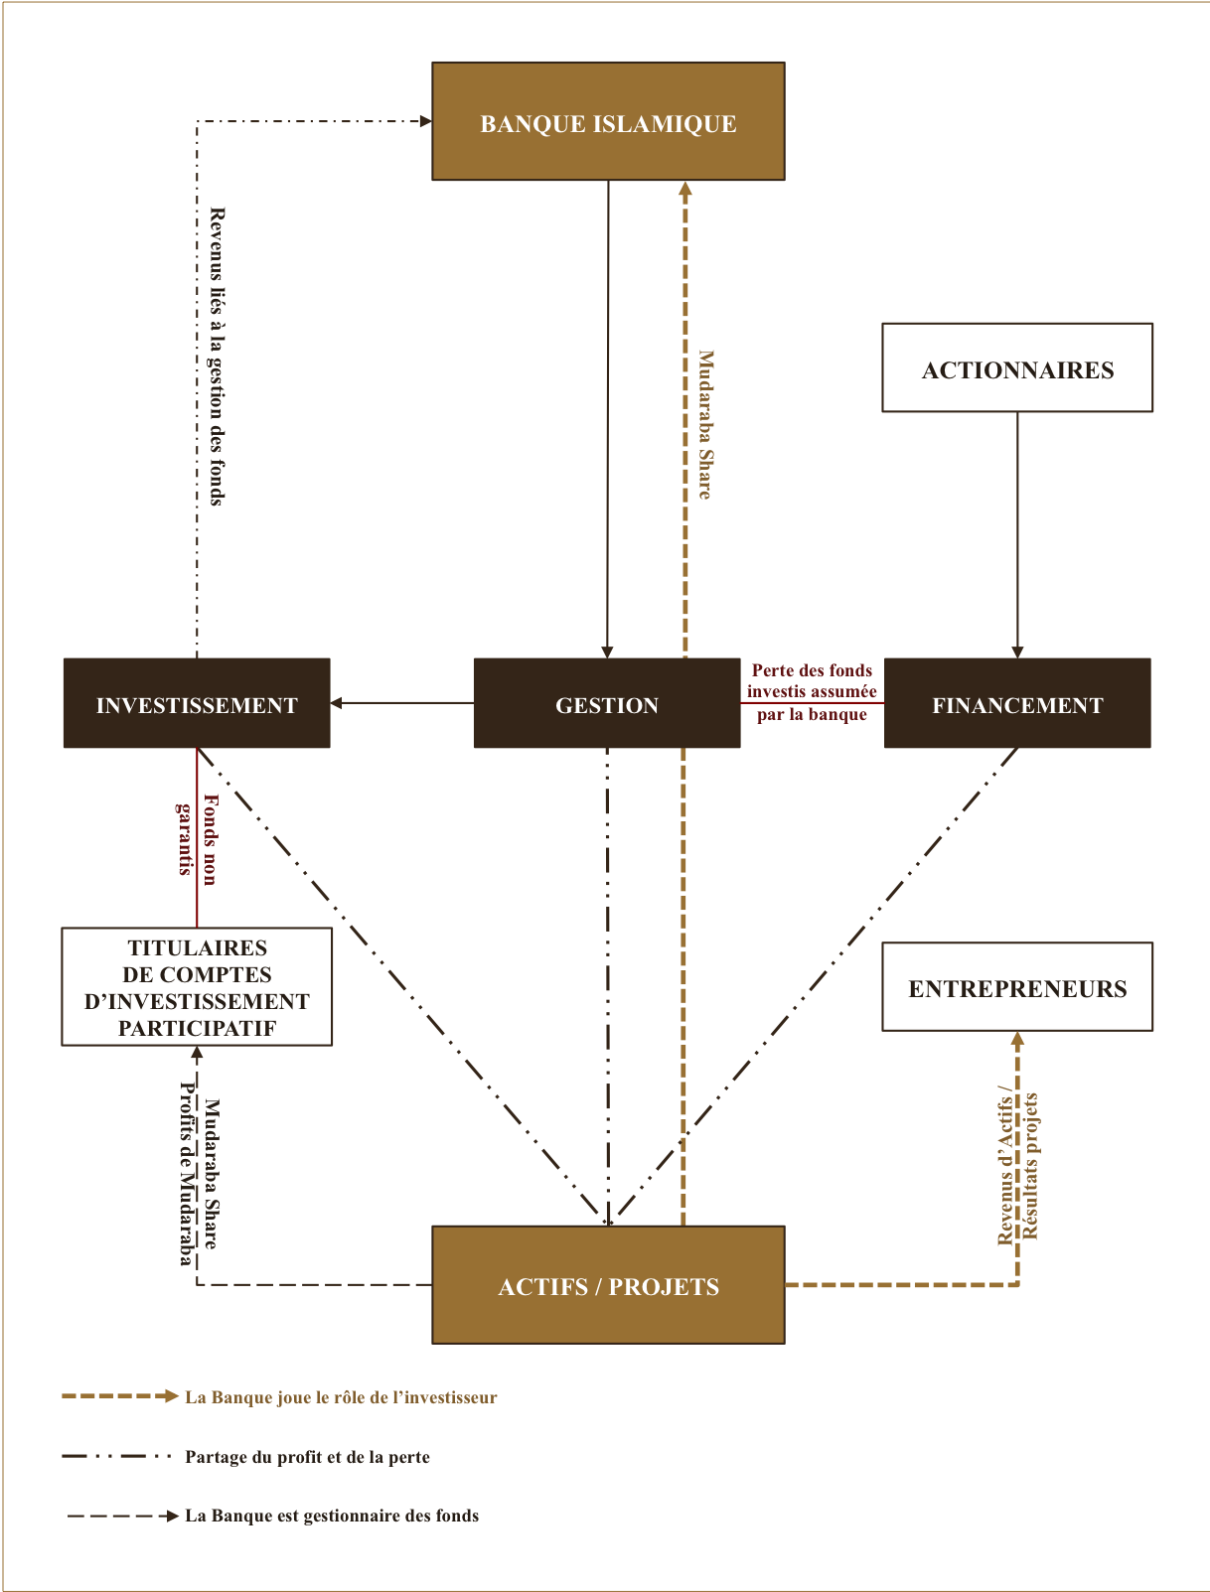 BANQUE ISLAMIQUE
Revenus liés à la gestion des fonds
Mudaraba Share
ACTIONNAIRES
INVESTISSEMENT
GESTION
Perte des fonds
investis assumée
par la banque
FINANCEMENT
Fonds non
garantis
TITULAIRES
DE COMPTES
D’INVESTISSEMENT
PARTICIPATIF
ENTREPRENEURS
Mudaraba Share
Profits de Mudaraba
Revenus d’Actifs /
Résultats projets
ACTIFS / PROJETS
La Banque joue le rôle de l’investisseur
Partage du profit et de la perte
La Banque est gestionnaire des fonds